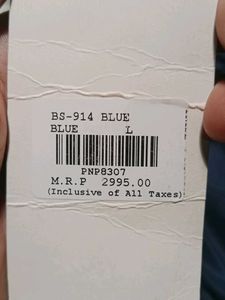 BS-914 BLUE
BLUE L
PNP8307
M.R.P 2995.00
(Inclusive of All Taxes)